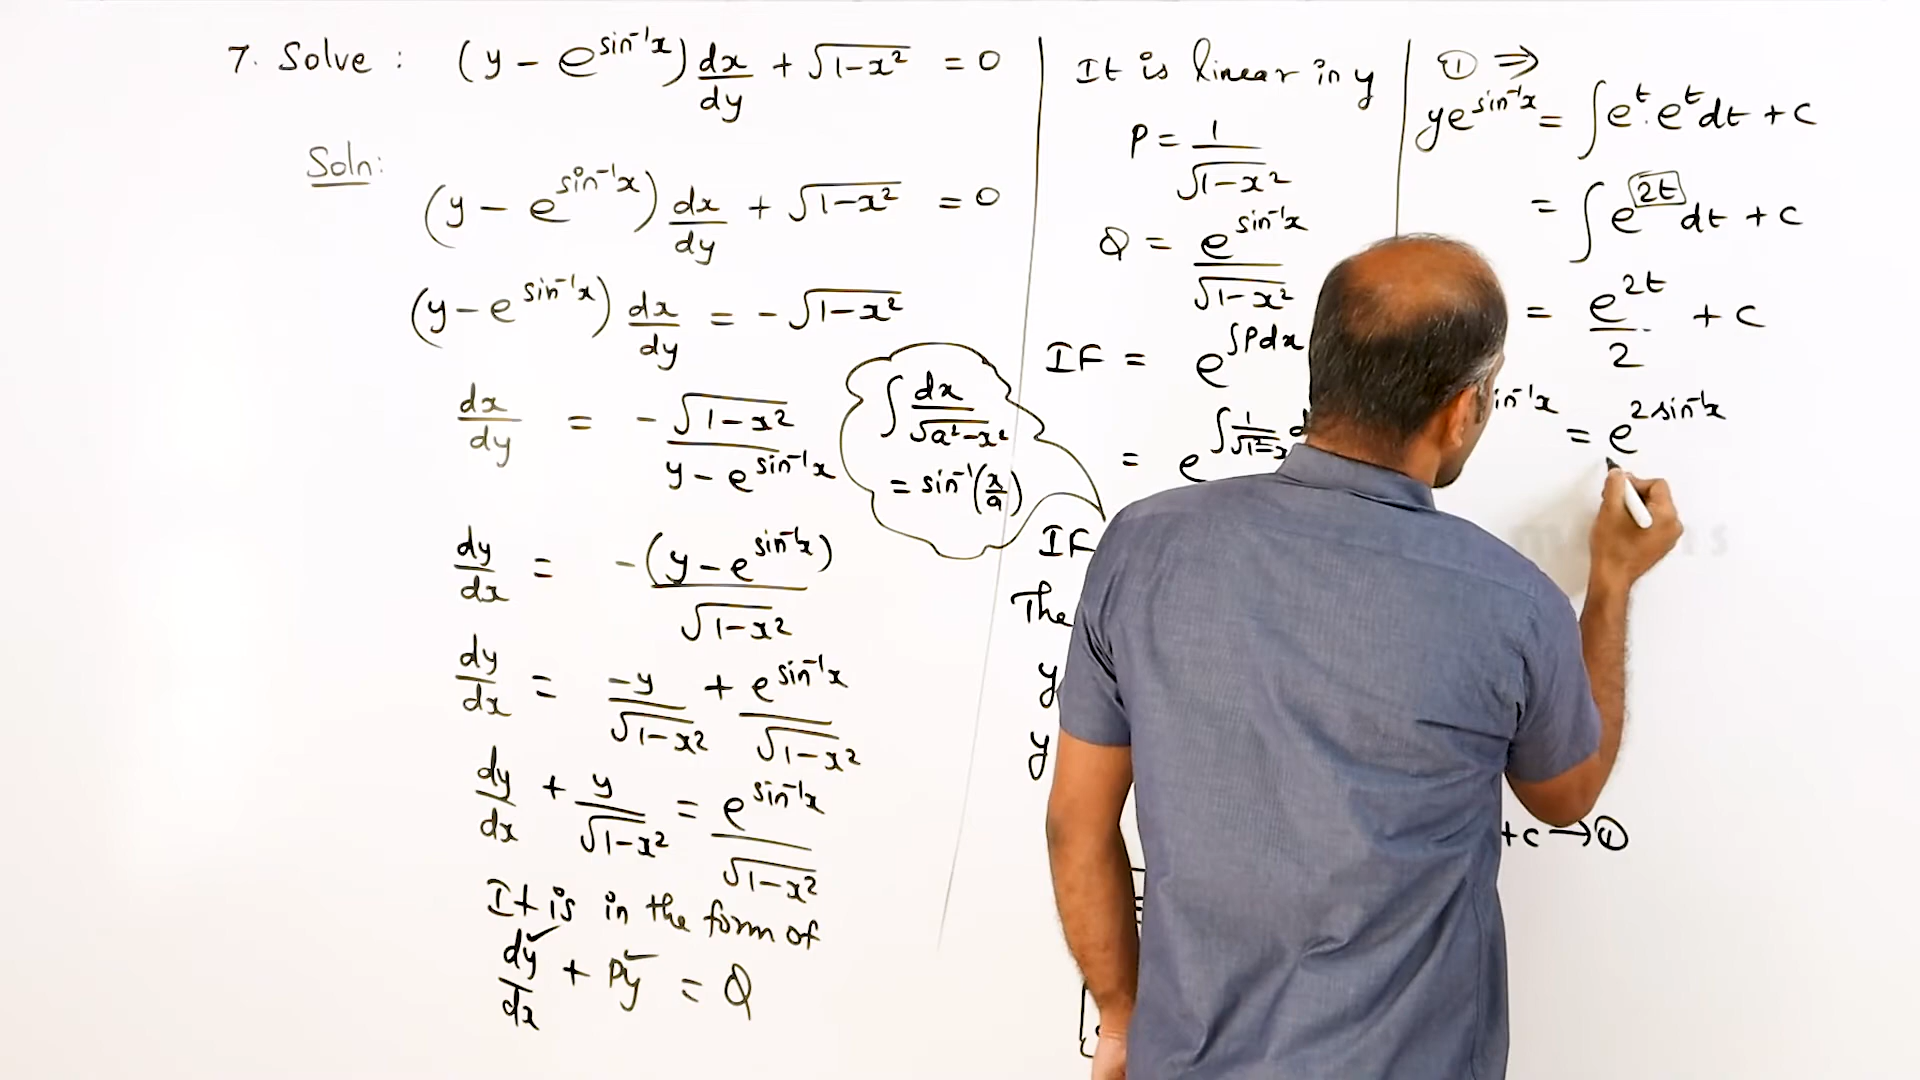 7. Solve : (y - e^{sin⁻¹x}) dx/dy + √(1-x²) = 0
Soln:
(y - e^{sin⁻¹x}) dx/dy + √(1-x²) = 0
(y - e^{sin⁻¹x}) dx/dy = -√(1-x²)
dx/dy = -√(1-x²)/(y - e^{sin⁻¹x})
dy/dx = -(y - e^{sin⁻¹x})/√(1-x²)
dy/dx = -y/√(1-x²) + e^{sin⁻¹x}/√(1-x²)
dy/dx + y/√(1-x²) = e^{sin⁻¹x}/√(1-x²)
It is in the form of
dy/dx + Py = Q
∫ dx/√(a²-x²)
= sin⁻¹(x/a)
It is linear in y
P = 1/√(1-x²)
Q = e^{sin⁻¹x}/√(1-x²)
IF = e^{∫Pdx}
= e^{∫ 1/√(1²-x
IF
The
y
y
+c → ①
① ⇒
ye^{sin⁻¹x} = ∫e^t . e^t dt + c
= ∫e^{2t} dt + c
= e^{2t}/2 + c
in⁻¹x = e^{2sin⁻¹x}